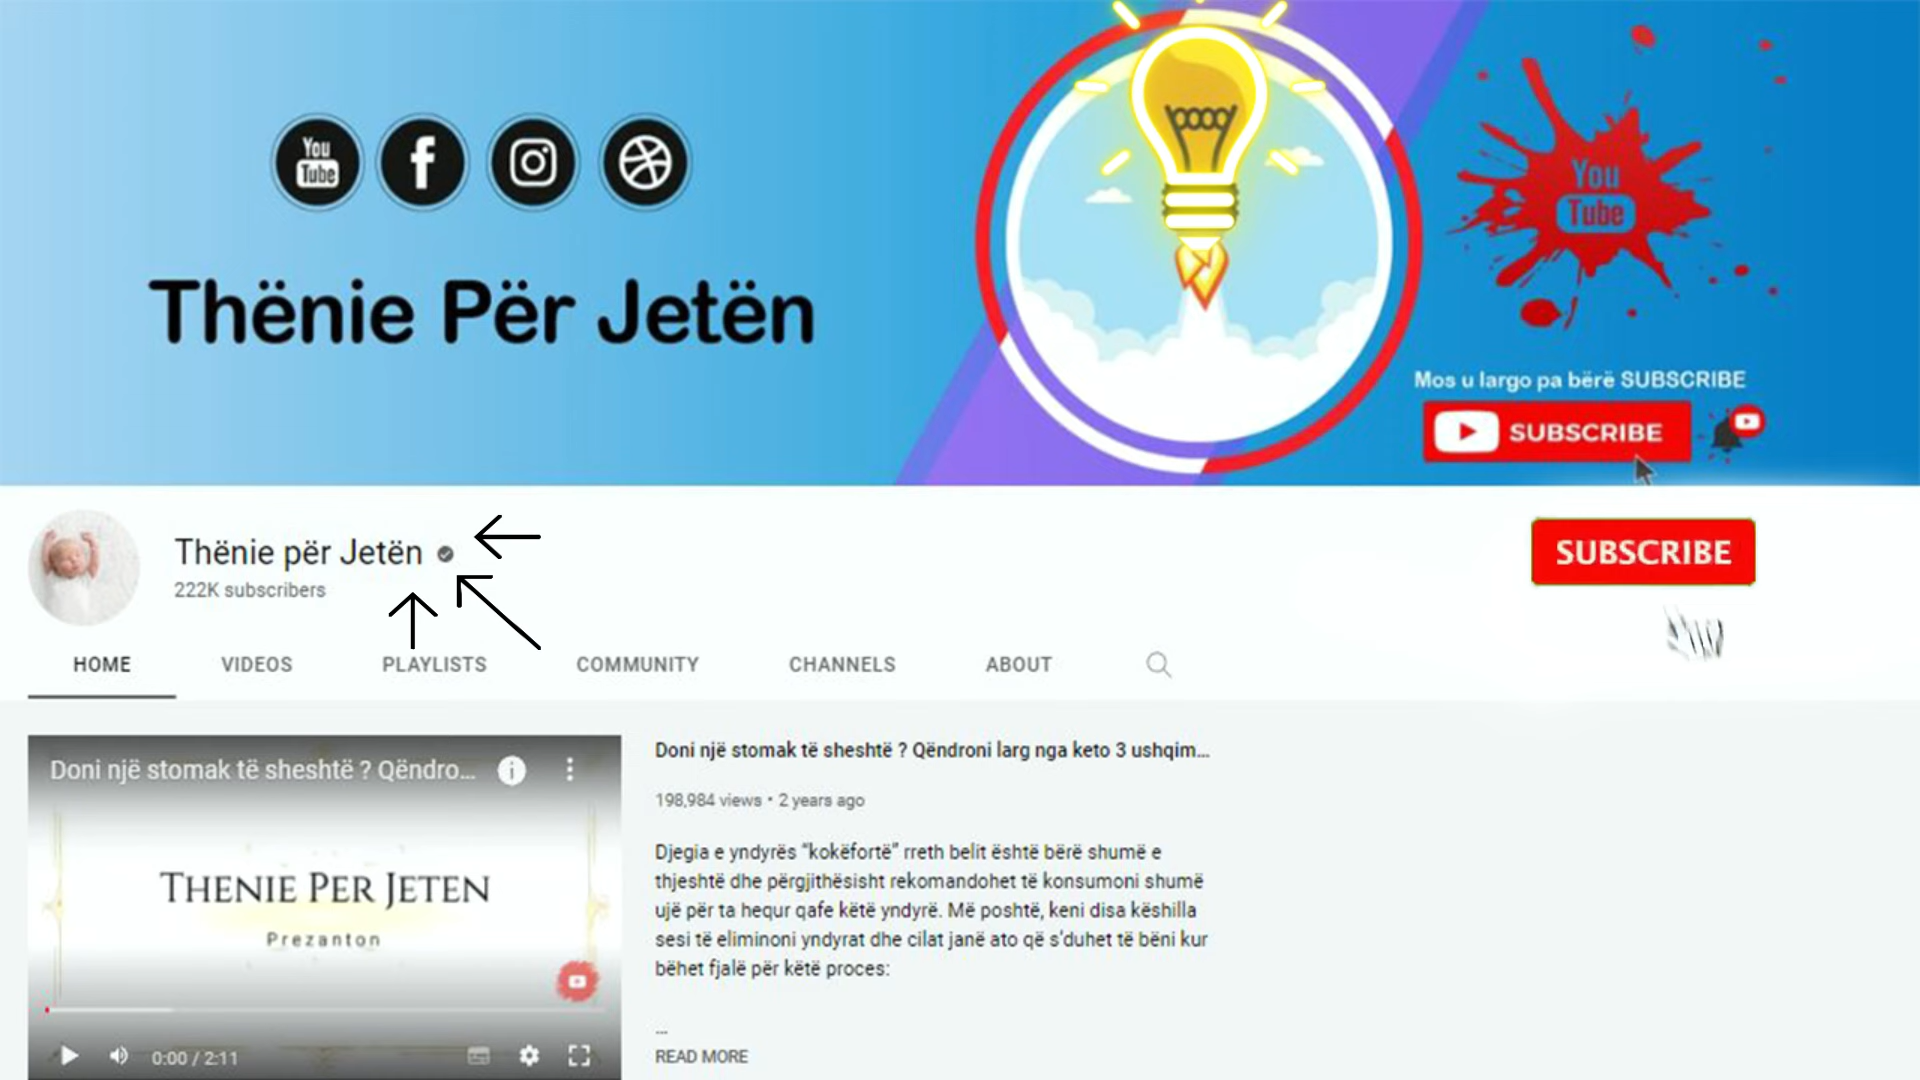 You
Tube
Thënie Për Jetën
You
Tube
Mos u largo pa bërë SUBSCRIBE
SUBSCRIBE
Thënie për Jetën
222K subscribers
SUBSCRIBE
HOME VIDEOS PLAYLISTS COMMUNITY CHANNELS ABOUT
Doni një stomak të sheshtë ? Qëndro...
THENIE PER JETEN
Prezanton
0:00 / 2:11
Doni një stomak të sheshtë ? Qëndroni larg nga keto 3 ushqim...
198,984 views • 2 years ago
Djegia e yndyrës “kokëfortë” rreth belit është bërë shumë e
thjeshtë dhe përgjithësisht rekomandohet të konsumoni shumë
ujë për ta hequr qafe këtë yndyrë. Më poshtë, keni disa këshilla
sesi të eliminoni yndyrat dhe cilat janë ato që s'duhet të bëni kur
bëhet fjalë për këtë proces:
...
READ MORE